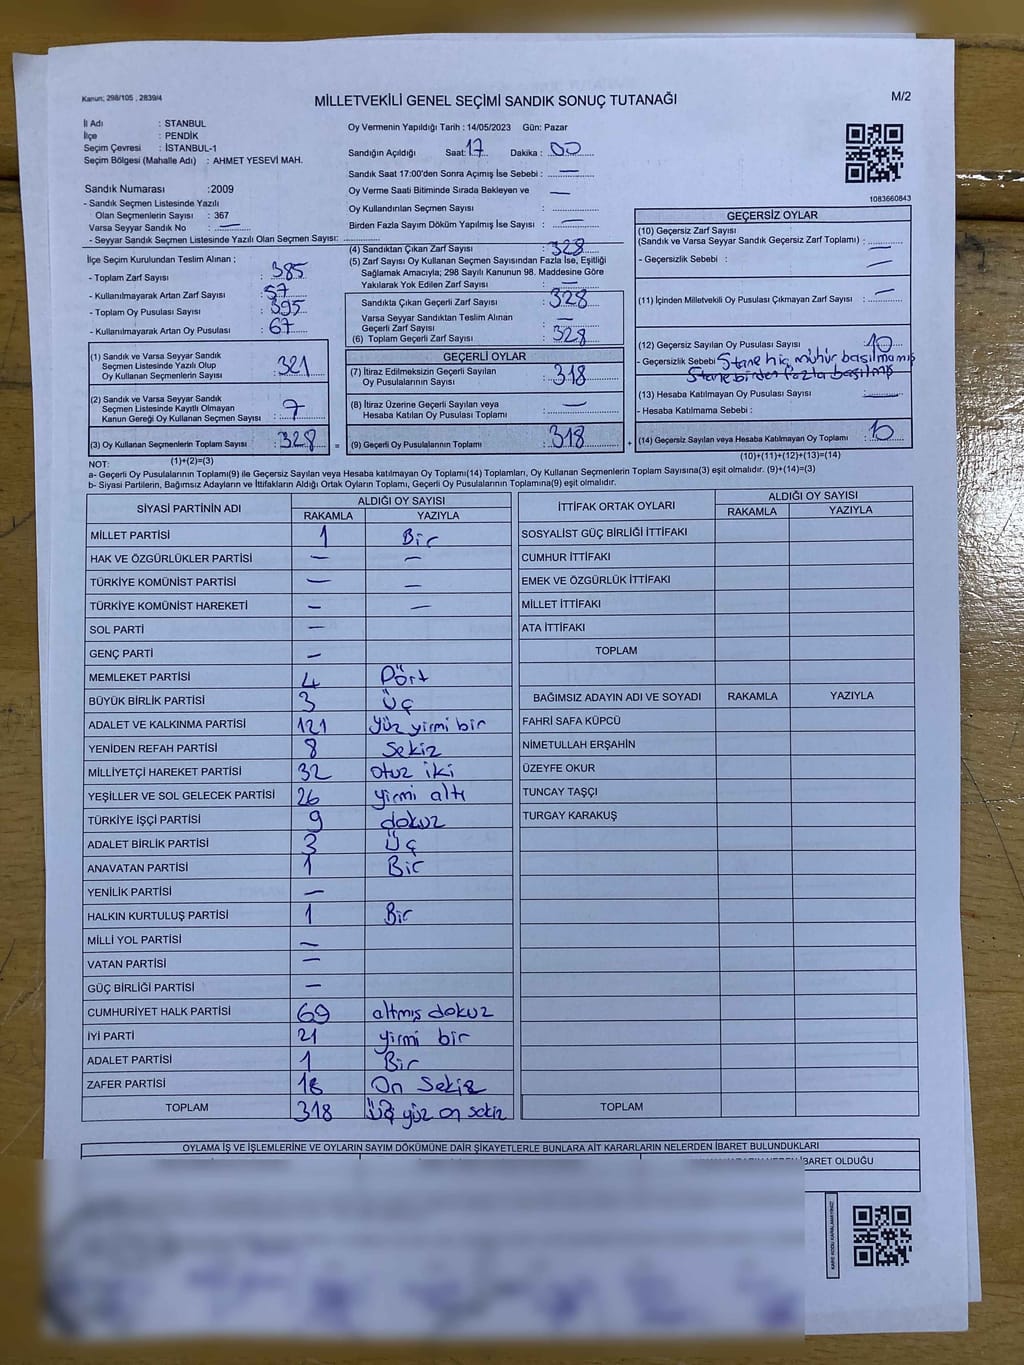 Kanun; 298/105 , 2839/4
MİLLETVEKİLİ GENEL SEÇİMİ SANDIK SONUÇ TUTANAĞI
M/2
İl Adı : STANBUL
İlçe : PENDİK
Seçim Çevresi : İSTANBUL-1
Seçim Bölgesi (Mahalle Adı) : AHMET YESEVİ MAH.
Sandık Numarası :2009
- Sandık Seçmen Listesinde Yazılı
Olan Seçmenlerin Sayısı : 367
Varsa Seyyar Sandık No : —
- Seyyar Sandık Seçmen Listesinde Yazılı Olan Seçmen Sayısı:
İlçe Seçim Kurulundan Teslim Alınan ;
- Toplam Zarf Sayısı : 385
- Kullanılmayarak Artan Zarf Sayısı : 57
- Toplam Oy Pusulası Sayısı : 395
- Kullanılmayarak Artan Oy Pusulası : 67
(1) Sandık ve Varsa Seyyar Sandık
Seçmen Listesinde Yazılı Olup
Oy Kullanan Seçmenlerin Sayısı : 321
(2) Sandık ve Varsa Seyyar Sandık
Seçmen Listesinde Kayıtlı Olmayan
Kanun Gereği Oy Kullanan Seçmen Sayısı : 7
(3) Oy Kullanan Seçmenlerin Toplam Sayısı : 328 =
(1)+(2)=(3)
Oy Vermenin Yapıldığı Tarih : 14/05/2023 Gün: Pazar
Sandığın Açıldığı Saat: 17 Dakika : 00
Sandık Saat 17:00'den Sonra Açımış İse Sebebi : —
Oy Verme Saati Bitiminde Sırada Bekleyen ve —
Oy Kullandırılan Seçmen Sayısı :
Birden Fazla Sayım Döküm Yapılmış İse Sayısı : —
(4) Sandıktan Çıkan Zarf Sayısı : 328
(5) Zarf Sayısı Oy Kullanan Seçmen Sayısından Fazla İse, Eşitliği
Sağlamak Amacıyla; 298 Sayılı Kanunun 98. Maddesine Göre
Yakılarak Yok Edilen Zarf Sayısı : —
Sandıkta Çıkan Geçerli Zarf Sayısı : 328
Varsa Seyyar Sandıktan Teslim Alınan
Geçerli Zarf Sayısı : —
(6) Toplam Geçerli Zarf Sayısı : 328
GEÇERLİ OYLAR
(7) İtiraz Edilmeksizin Geçerli Sayılan
Oy Pusulalarının Sayısı : 318
(8) İtiraz Üzerine Geçerli Sayılan veya
Hesaba Katılan Oy Pusulası Toplamı : —
(9) Geçerli Oy Pusulalarının Toplamı : 318 +
1083660843
GEÇERSİZ OYLAR
(10) Geçersiz Zarf Sayısı
(Sandık ve Varsa Seyyar Sandık Geçersiz Zarf Toplamı) : —
- Geçersizlik Sebebi : —
(11) İçinden Milletvekili Oy Pusulası Çıkmayan Zarf Sayısı : —
(12) Geçersiz Sayılan Oy Pusulası Sayısı : 10
- Geçersizlik Sebebi : 5 tane hiç mühür basılmamış
5 tane birden fazla basılmış
(13) Hesaba Katılmayan Oy Pusulası Sayısı : —
- Hesaba Katılmama Sebebi :
(14) Geçersiz Sayılan veya Hesaba Katılmayan Oy Toplamı : 10
(10)+(11)+(12)+(13)=(14)
NOT:
a- Geçerli Oy Pusulalarının Toplamı(9) ile Geçersiz Sayılan veya Hesaba katılmayan Oy Toplamı(14) Toplamları, Oy Kullanan Seçmenlerin Toplam Sayısına(3) eşit olmalıdır. (9)+(14)=(3)
b- Siyasi Partilerin, Bağımsız Adayların ve İttifakların Aldığı Ortak Oyların Toplamı, Geçerli Oy Pusulalarının Toplamına(9) eşit olmalıdır.
SİYASİ PARTİNİN ADI ALDIĞI OY SAYISI
RAKAMLA YAZIYLA
MİLLET PARTİSİ 1 Bir
HAK VE ÖZGÜRLÜKLER PARTİSİ — —
TÜRKİYE KOMÜNİST PARTİSİ — —
TÜRKİYE KOMÜNİST HAREKETİ — —
SOL PARTİ —
GENÇ PARTİ —
MEMLEKET PARTİSİ 4 Dört
BÜYÜK BİRLİK PARTİSİ 3 Üç
ADALET VE KALKINMA PARTİSİ 121 yüz yirmi bir
YENİDEN REFAH PARTİSİ 8 Sekiz
MİLLİYETÇİ HAREKET PARTİSİ 32 otuz iki
YEŞİLLER VE SOL GELECEK PARTİSİ 26 yirmi altı
TÜRKİYE İŞÇİ PARTİSİ 9 dokuz
ADALET BİRLİK PARTİSİ 3 Üç
ANAVATAN PARTİSİ 1 Bir
YENİLİK PARTİSİ —
HALKIN KURTULUŞ PARTİSİ 1 Bir
MİLLİ YOL PARTİSİ —
VATAN PARTİSİ —
GÜÇ BİRLİĞİ PARTİSİ —
CUMHURİYET HALK PARTİSİ 69 altmış dokuz
İYİ PARTİ 21 yirmi bir
ADALET PARTİSİ 1 Bir
ZAFER PARTİSİ 18 On Sekiz
TOPLAM 318 Üç yüz on sekiz
İTTİFAK ORTAK OYLARI ALDIĞI OY SAYISI
RAKAMLA YAZIYLA
SOSYALİST GÜÇ BİRLİĞİ İTTİFAKI
CUMHUR İTTİFAKI
EMEK VE ÖZGÜRLÜK İTTİFAKI
MİLLET İTTİFAKI
ATA İTTİFAKI
TOPLAM
BAĞIMSIZ ADAYIN ADI VE SOYADI RAKAMLA YAZIYLA
FAHRİ SAFA KÜPCÜ
NİMETULLAH ERŞAHİN
ÜZEYFE OKUR
TUNCAY TAŞÇI
TURGAY KARAKUŞ
TOPLAM
OYLAMA İŞ VE İŞLEMLERİNE VE OYLARIN SAYIM DÖKÜMÜNE DAİR ŞİKAYETLERLE BUNLARA AİT KARARLARIN NELERDEN İBARET BULUNDUKLARI
İBARET OLDUĞU
KARE KODU KARALAMAYINIZ!